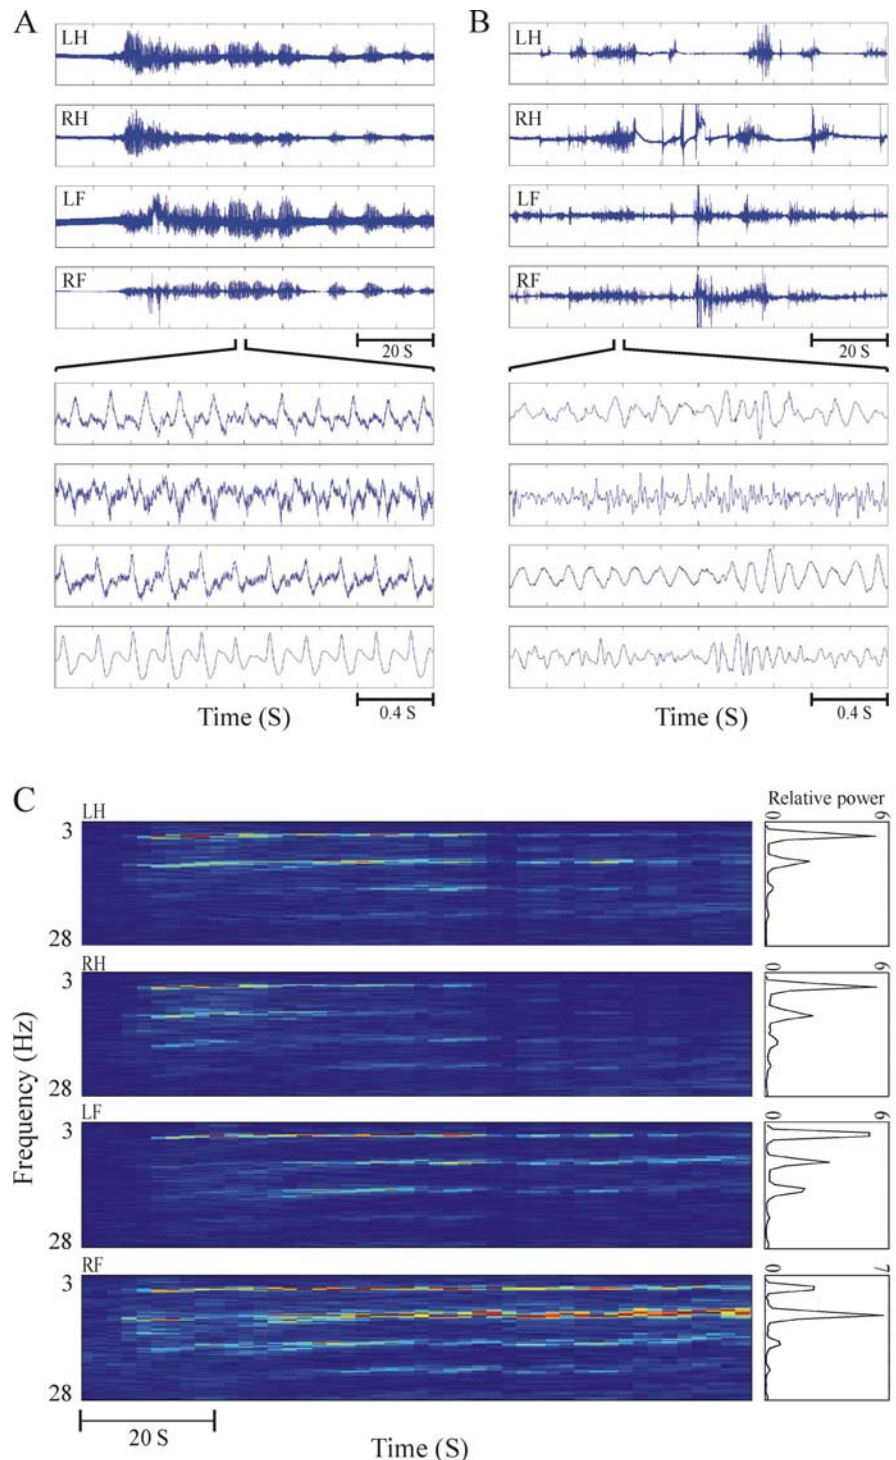 A
B
LH
LH
RH
RH
LF
LF
RF
RF
20 S
20 S
Time (S)
0.4 S
Time (S)
0.4 S
C
Relative power
LH
0
6
3
28
RH
0
6
3
28
LF
0
6
3
28
RF
0
7
3
28
Frequency (Hz)
20 S
Time (S)